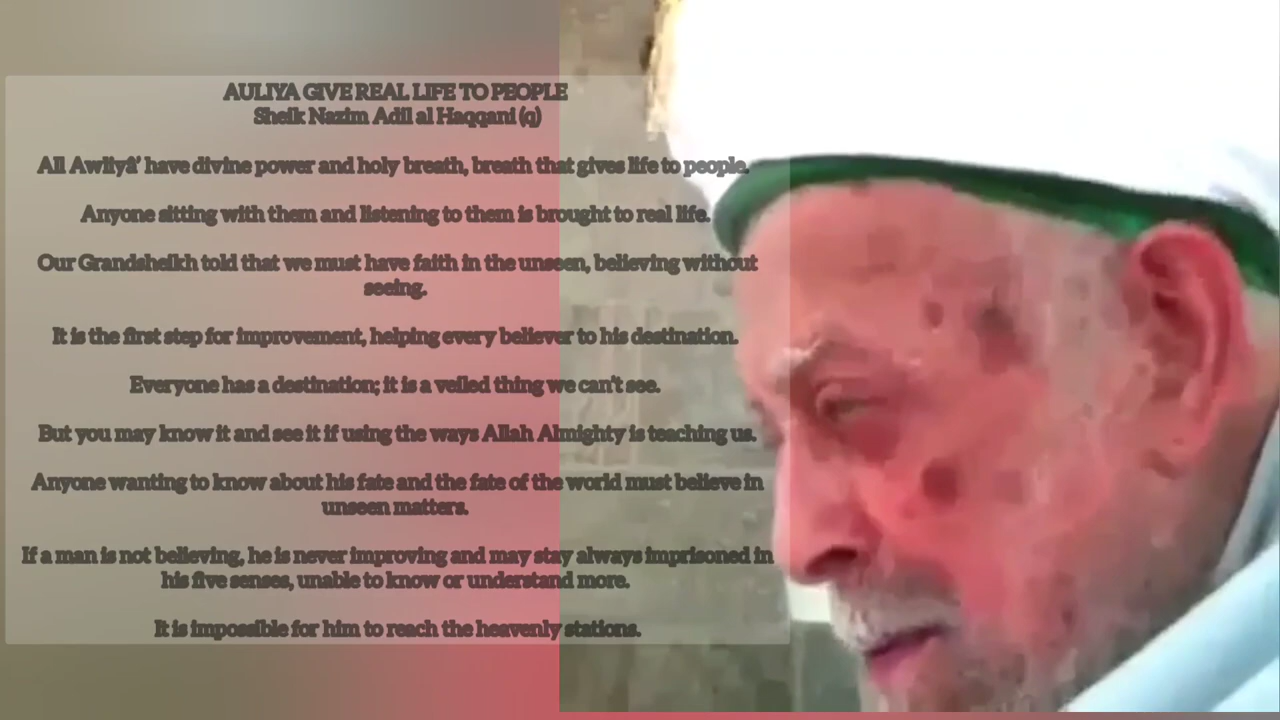 AULIYA GIVE REAL LIFE TO PEOPLE
Sheik Nazim Adil al Haqqani (q)
All Awliyâ' have divine power and holy breath, breath that gives life to people.
Anyone sitting with them and listening to them is brought to real life.
Our Grandsheikh told that we must have faith in the unseen, believing without
seeing.
It is the first step for improvement, helping every believer to his destination.
Everyone has a destination; it is a veiled thing we can't see.
But you may know it and see it if using the ways Allah Almighty is teaching us.
Anyone wanting to know about his fate and the fate of the world must believe in
unseen matters.
If a man is not believing, he is never improving and may stay always imprisoned in
his five senses, unable to know or understand more.
It is impossible for him to reach the heavenly stations.